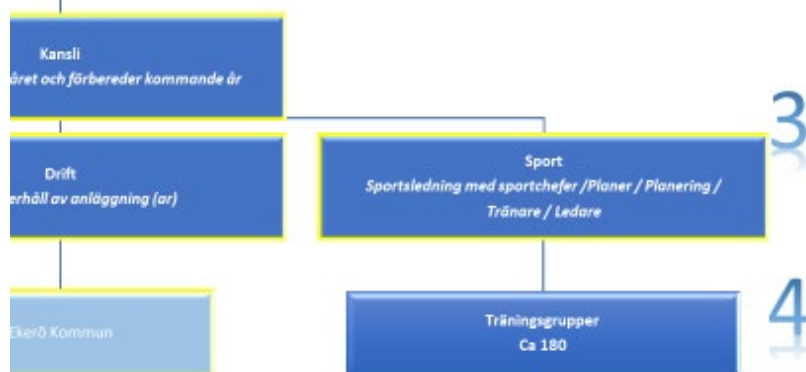 Kansli
året och förbereder kommande år
3
Drift
erhåll av anläggning (ar)
Sport
Sportsledning med sportchefer /Planer / Planering /
Tränare / Ledare
Ekerö Kommun
Träningsgrupper
Ca 180
4